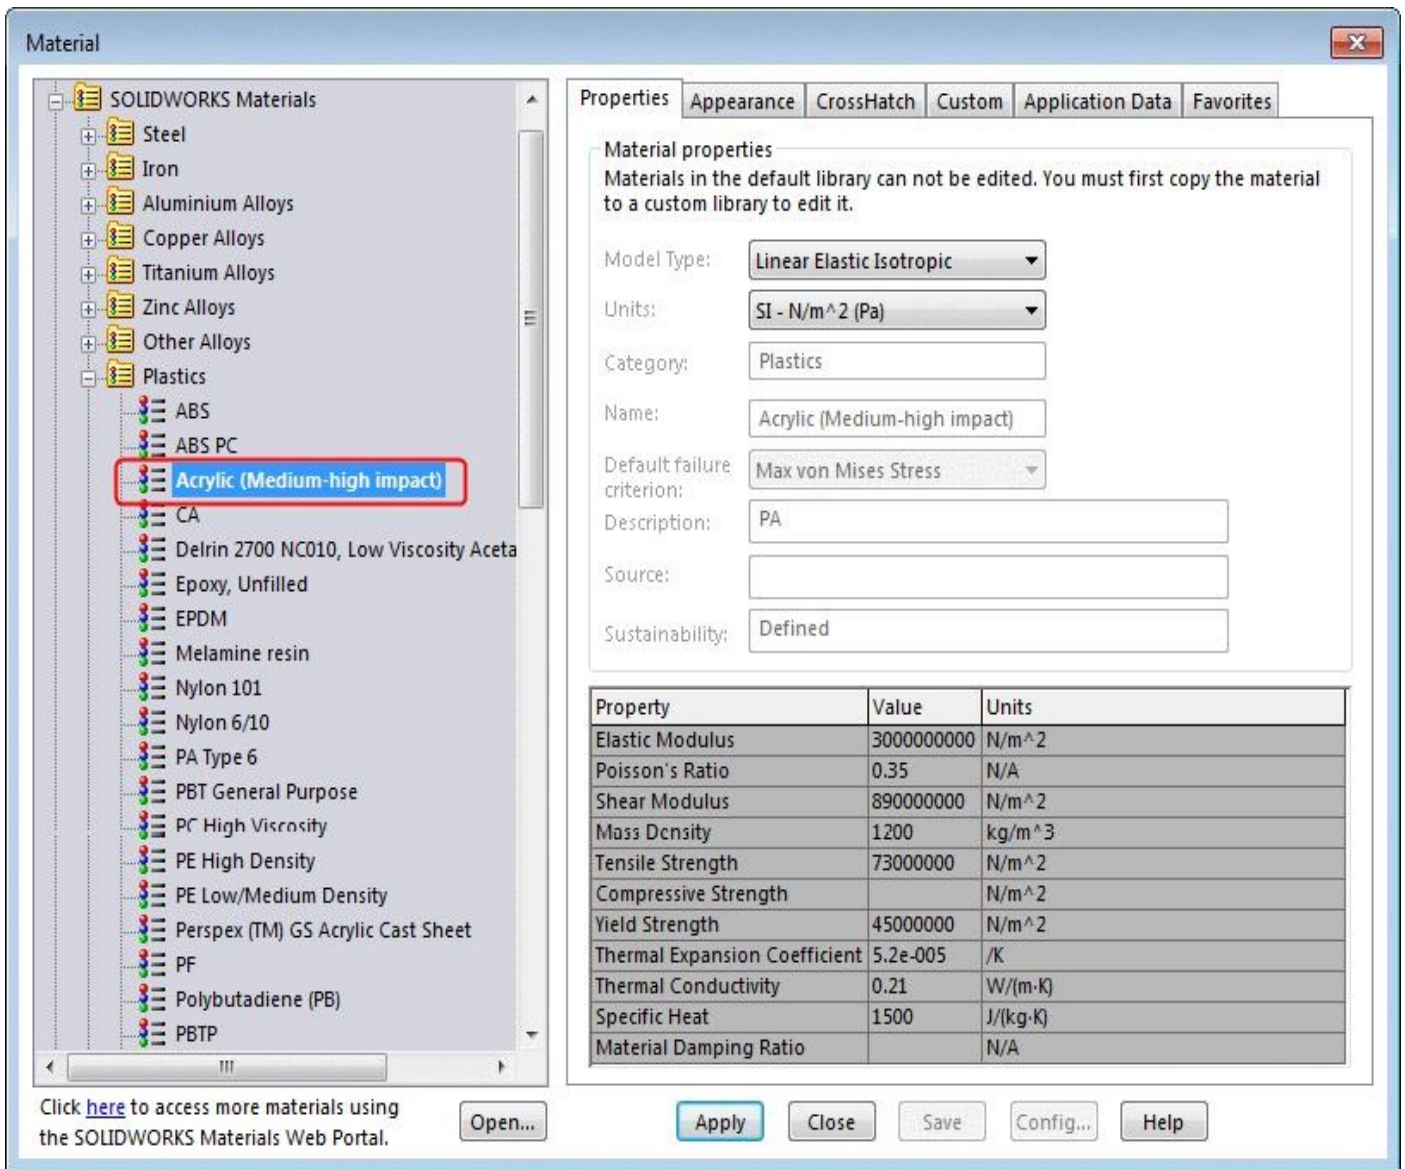 Material
SOLIDWORKS Materials
Steel
Iron
Aluminium Alloys
Copper Alloys
Titanium Alloys
Zinc Alloys
Other Alloys
Plastics
ABS
ABS PC
Acrylic (Medium-high impact)
CA
Delrin 2700 NC010, Low Viscosity Aceta
Epoxy, Unfilled
EPDM
Melamine resin
Nylon 101
Nylon 6/10
PA Type 6
PBT General Purpose
PC High Viscosity
PE High Density
PE Low/Medium Density
Perspex (TM) GS Acrylic Cast Sheet
PF
Polybutadiene (PB)
PBTP
Click here to access more materials using
the SOLIDWORKS Materials Web Portal.
Open...
Properties Appearance CrossHatch Custom Application Data Favorites
Material properties
Materials in the default library can not be edited. You must first copy the material
to a custom library to edit it.
Model Type: Linear Elastic Isotropic
Units: SI - N/m^2 (Pa)
Category: Plastics
Name: Acrylic (Medium-high impact)
Default failure
criterion: Max von Mises Stress
Description: PA
Source:
Sustainability: Defined
Property Value Units
Elastic Modulus 3000000000 N/m^2
Poisson's Ratio 0.35 N/A
Shear Modulus 890000000 N/m^2
Mass Density 1200 kg/m^3
Tensile Strength 73000000 N/m^2
Compressive Strength N/m^2
Yield Strength 45000000 N/m^2
Thermal Expansion Coefficient 5.2e-005 /K
Thermal Conductivity 0.21 W/(m·K)
Specific Heat 1500 J/(kg·K)
Material Damping Ratio N/A
Apply Close Save Config... Help